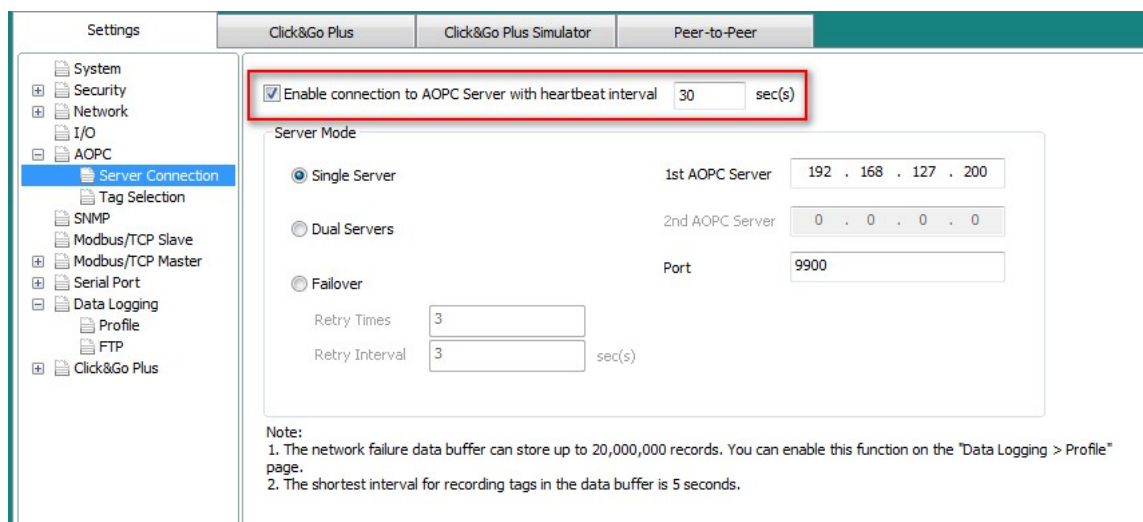 Settings
Click&Go Plus
Click&Go Plus Simulator
Peer-to-Peer
System
Security
Network
I/O
AOPC
Server Connection
Tag Selection
SNMP
Modbus/TCP Slave
Modbus/TCP Master
Serial Port
Data Logging
Profile
FTP
Click&Go Plus
Enable connection to AOPC Server with heartbeat interval 30 sec(s)
Server Mode
Single Server
1st AOPC Server 192 . 168 . 127 . 200
Dual Servers
2nd AOPC Server 0 . 0 . 0 . 0
Port 9900
Failover
Retry Times 3
Retry Interval 3 sec(s)
Note:
1. The network failure data buffer can store up to 20,000,000 records. You can enable this function on the "Data Logging > Profile"
page.
2. The shortest interval for recording tags in the data buffer is 5 seconds.